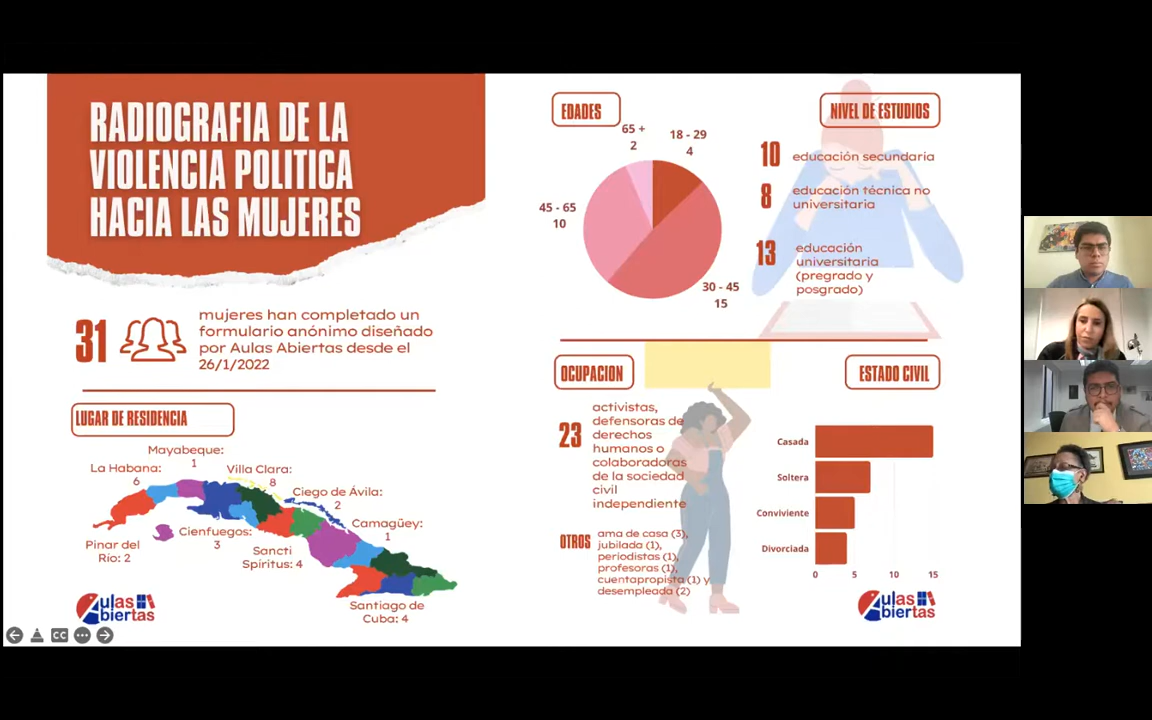 RADIOGRAFIA DE LA
VIOLENCIA POLITICA
HACIA LAS MUJERES
31
mujeres han completado un
formulario anónimo diseñado
por Aulas Abiertas desde el
26/1/2022
LUGAR DE RESIDENCIA
Mayabeque:
1
La Habana:
6
Villa Clara:
8
Ciego de Ávila:
2
Camagüey:
1
Cienfuegos:
3
Pinar del
Río: 2
Sancti
Spíritus: 4
Santiago de
Cuba: 4
Aulas
Abiertas
CC
EDADES
65 +
2
18 - 29
4
45 - 65
10
30 - 45
15
NIVEL DE ESTUDIOS
10
educación secundaria
8
educación técnica no
universitaria
13
educación
universitaria
(pregrado y
posgrado)
OCUPACION
23
activistas,
defensoras de
derechos
humanos o
colaboradoras
de la sociedad
civil
independiente
OTROS
ama de casa (3),
jubilada (1),
periodistas (1),
profesoras (1),
cuentapropista (1) y
desempleada (2)
ESTADO CIVIL
Casada
Soltera
Conviviente
Divorciada
0 5 10 15
Aulas
Abiertas